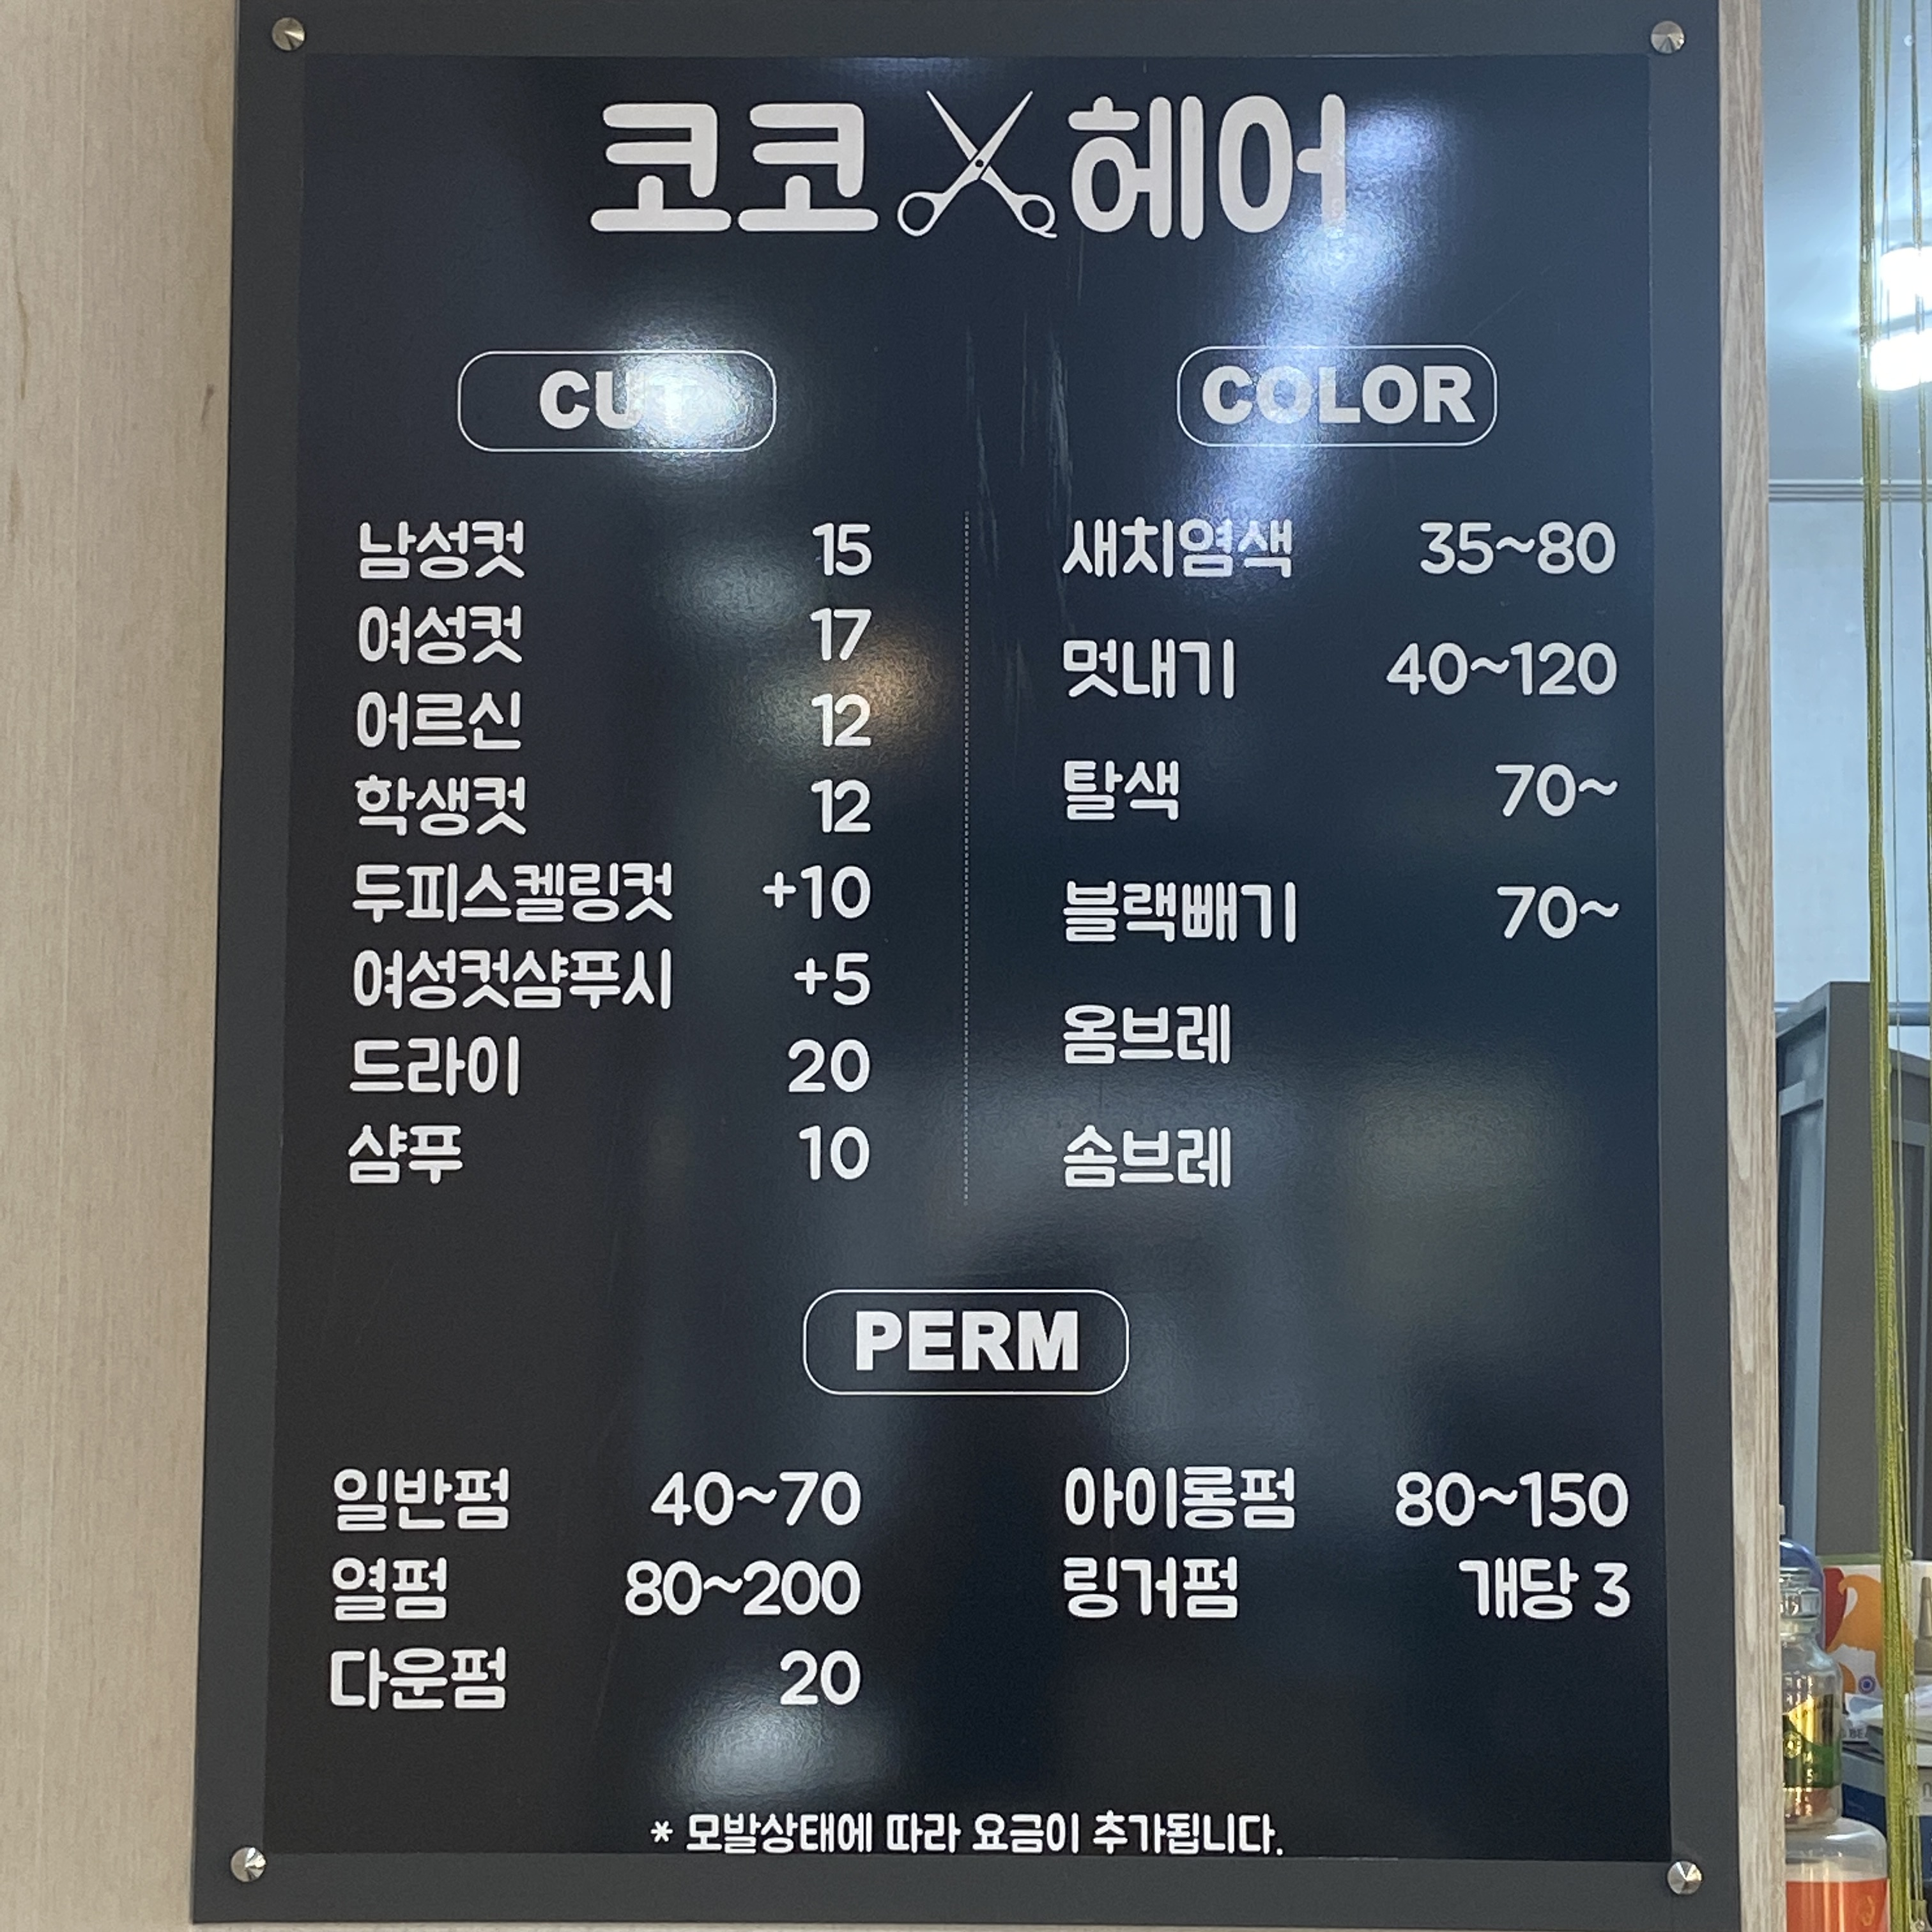 코코 헤어
CUT
남성컷 15
여성컷 17
어르신 12
학생컷 12
두피스켈링컷 +10
여성컷샴푸시 +5
드라이 20
샴푸 10
COLOR
새치염색 35~80
멋내기 40~120
탈색 70~
블랙빼기 70~
옴브레
솜브레
PERM
일반펌 40~70
열펌 80~200
다운펌 20
아이롱펌 80~150
링거펌 개당 3
* 모발상태에 따라 요금이 추가됩니다.